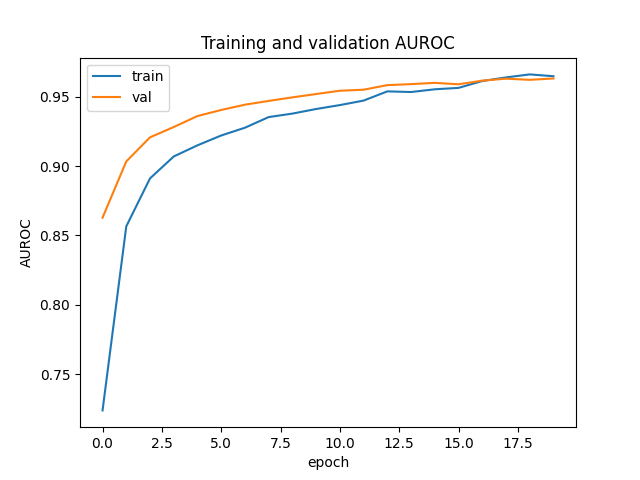 Training and validation AUROC
train
val
0.95
0.90
0.85
0.80
0.75
AUROC
0.0 2.5 5.0 7.5 10.0 12.5 15.0 17.5
epoch